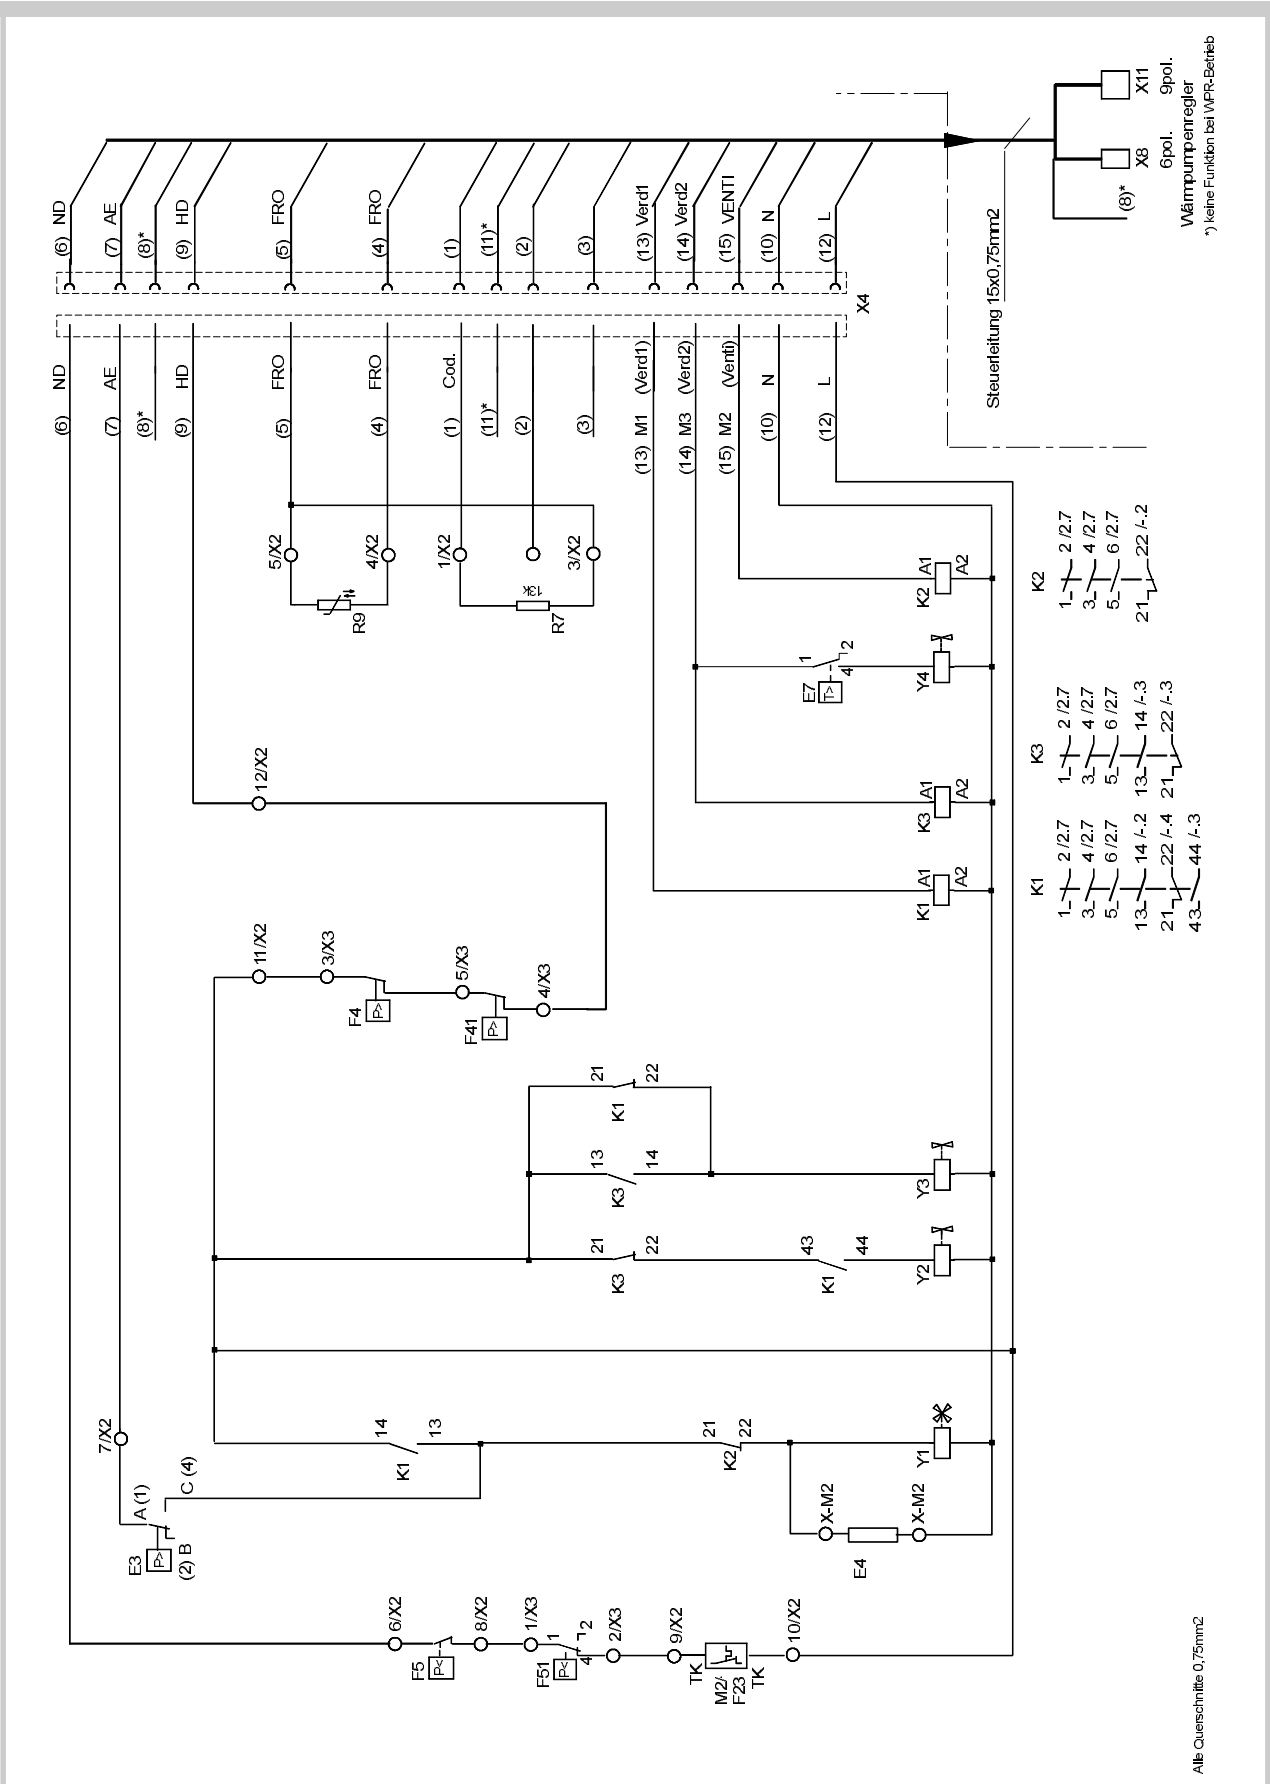 (6) ND
(7) AE
(8)*
(9) HD
(5) FRO
(4) FRO
(1)
(11)*
(2)
(3)
(13) Verd1
(14) Verd2
(15) VENTI
(10) N
(12) L
X4
(6) ND
(7) AE
(8)*
(9) HD
(5) FRO
(4) FRO
(1) Cod.
(11)*
(2)
(3)
(13) M1 (Verd1)
(14) M3 (Verd2)
(15) M2 (Venti)
(10) N
(12) L
Steuerleitung 15x0,75mm2
X11
9pol.
X8
6pol.
(8)*
Wärmpumpenregler
*) keine Funktion bei WPR-Betrieb
5/X2
4/X2
R9
1/X2
3/X2
13k
R7
K2 A1
A2
E7
T>
1
2
4
Y4
12/X2
K3 A1
A2
K1 A1
A2
11/X2
3/X3
F4
P>
5/X3
F41
P>
4/X3
21
22
K1
13
14
K3
Y3
21
22
K3
43
44
K1
Y2
7/X2
A (1)
C (4)
E3
P>
(2) B
14
13
K1
21
22
K2
Y1
X-M2
X-M2
E4
6/X2
F5
P<
8/X2
1/X3
F51
P<
1
2
4
2/X3
9/X2
TK
M2/
F23
TK
10/X2
K2
1 2 /2.7
3 4 /2.7
5 6 /2.7
21 22 /-.2
K3
1 2 /2.7
3 4 /2.7
5 6 /2.7
13 14 /-.3
21 22 /-.3
K1
1 2 /2.7
3 4 /2.7
5 6 /2.7
13 14 /-.2
21 22 /-.4
43 44 /-.3
Alle Querschnitte 0,75mm2